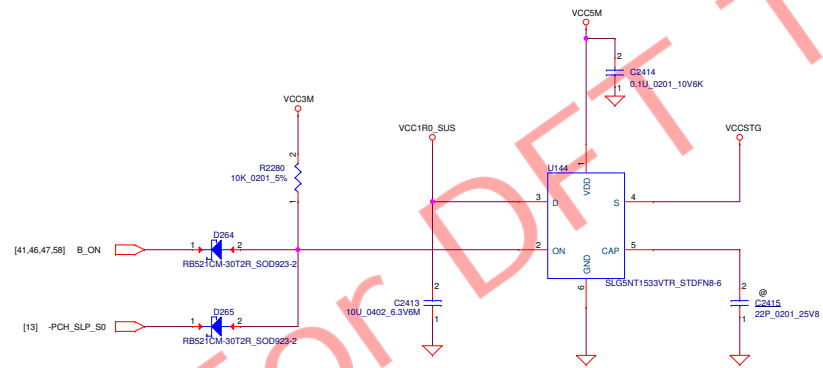 VCC5M
2
C2414
0.1U_0201_10V6K
1
VCC3M
VCC1R0_SUS
VCCSTG
2
R2280
10K_0201_5%
1
U144
1
VDD
3
D
S
4
D264
[41,46,47,58]
B_ON
1
2
RB521CM-30T2R_SOD923-2
2
ON
CAP
5
GND
6
SLG5NT1533VTR_STDFN8-6
D265
[13]
-PCH_SLP_S0
1
2
RB521CM-30T2R_SOD923-2
2
C2413
10U_0402_6.3V6M
1
@
2
C2415
22P_0201_25V8
1
for DFT T